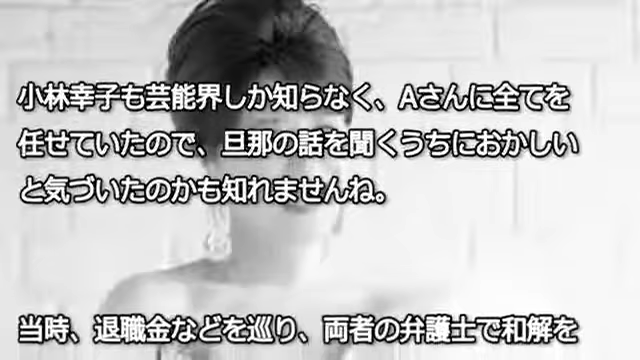 小林幸子も芸能界しか知らなく、Aさんに全てを
任せていたので、旦那の話を聞くうちにおかしい
と気づいたのかも知れませんね。
当時、退職金などを巡り、両者の弁護士で和解を